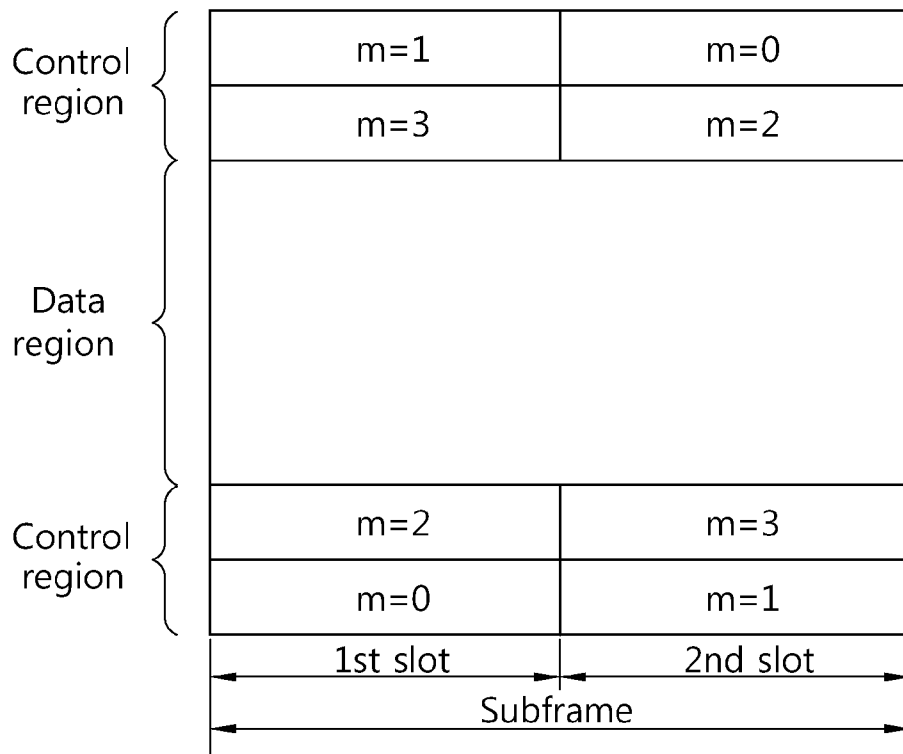 Control
region
m=1
m=0
m=3
m=2
Data
region
Control
region
m=2
m=3
m=0
m=1
1st slot
2nd slot
Subframe